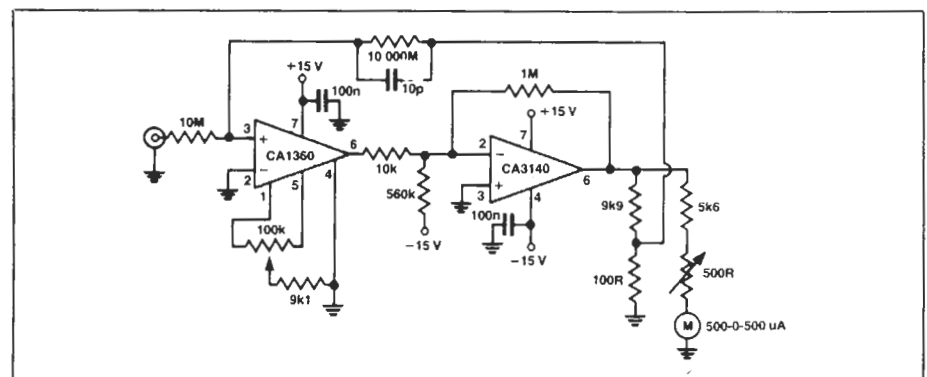 10 000M
10p
+15 V
100n
1M
+15 V
10M
3
+
7
CA1360
6
−
2
1
5
4
10k
2
−
7
CA3140
6
+
3
4
560k
100n
−15 V
−15 V
100k
9k1
9k9
5k6
100R
500R
M
500-0-500 uA